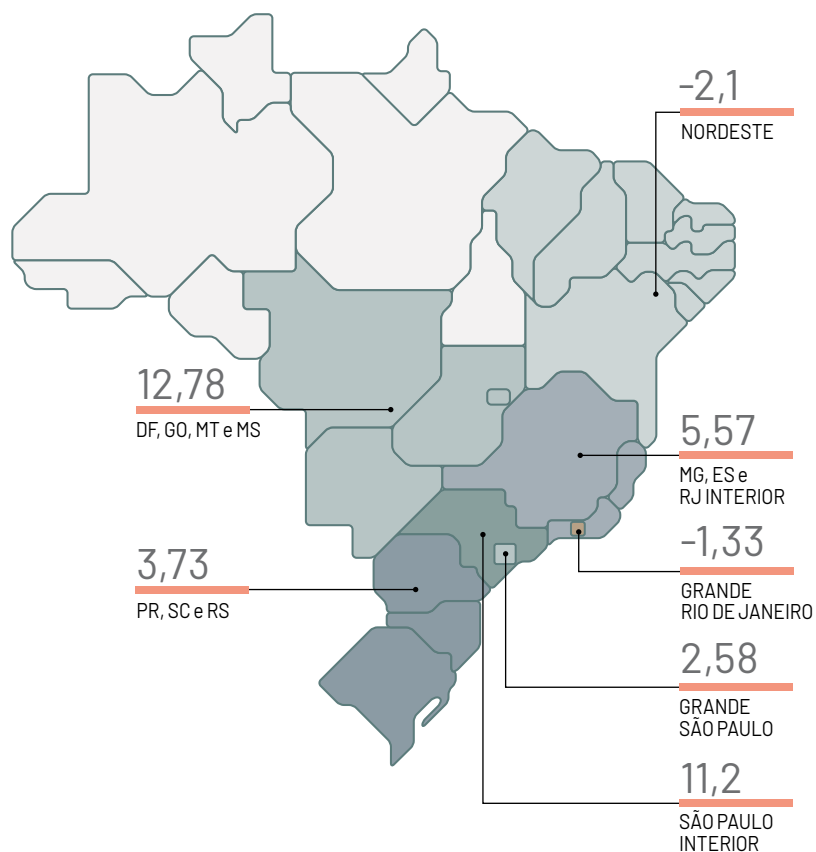 -2,1
NORDESTE
12,78
DF, GO, MT e MS
5,57
MG, ES e
RJ INTERIOR
-1,33
GRANDE
RIO DE JANEIRO
3,73
PR, SC e RS
2,58
GRANDE
SÃO PAULO
11,2
SÃO PAULO
INTERIOR